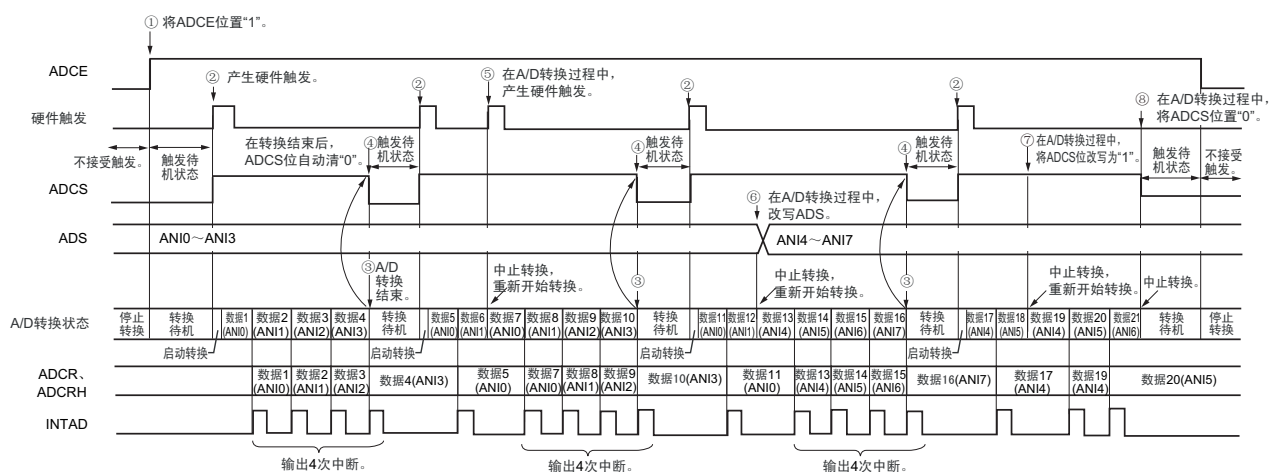 ① 将ADCE位置“1”。
ADCE
② 产生硬件触发。
②
⑤ 在A/D转换过程中，
产生硬件触发。
②
②
⑧ 在A/D转换过程中，
将ADCS位置“0”。
硬件触发
不接受触发。
触发待
机状态
在转换结束后，
ADCS位自动清“0”。
④触发待
机状态
④触发待
机状态
④触发待
机状态
⑦在A/D转换过程中，
将ADCS位改写为“1”。
触发待
机状态
不接受
触发。
ADCS
⑥ 在A/D转换过程中，
改写ADS。
ADS
ANI0～ANI3
ANI4～ANI7
③A/D
转换
结束。
中止转换，
重新开始转换。
③
中止转换，
重新开始转换。
③
中止转换，
重新开始转换。
中止转换。
A/D转换状态
停止
转换
转换
待机
数据1
(ANI0)
数据2
(ANI1)
数据3
(ANI2)
数据4
(ANI3)
转换
待机
数据5
(ANI0)
数据6
(ANI1)
数据7
(ANI0)
数据8
(ANI1)
数据9
(ANI2)
数据10
(ANI3)
转换
待机
数据11
(ANI0)
数据12
(ANI1)
数据13
(ANI4)
数据14
(ANI5)
数据15
(ANI6)
数据16
(ANI7)
转换
待机
数据17
(ANI4)
数据18
(ANI5)
数据19
(ANI4)
数据20
(ANI5)
数据21
(ANI6)
转换
待机
停止
转换
启动转换
启动转换
启动转换
启动转换
ADCR、
ADCRH
数据1
(ANI0)
数据2
(ANI1)
数据3
(ANI2)
数据4(ANI3)
数据5
(ANI0)
数据7
(ANI0)
数据8
(ANI1)
数据9
(ANI2)
数据10(ANI3)
数据11
(ANI0)
数据13
(ANI4)
数据14
(ANI5)
数据15
(ANI6)
数据16(ANI7)
数据17
(ANI4)
数据19
(ANI4)
数据20(ANI5)
INTAD
输出4次中断。
输出4次中断。
输出4次中断。